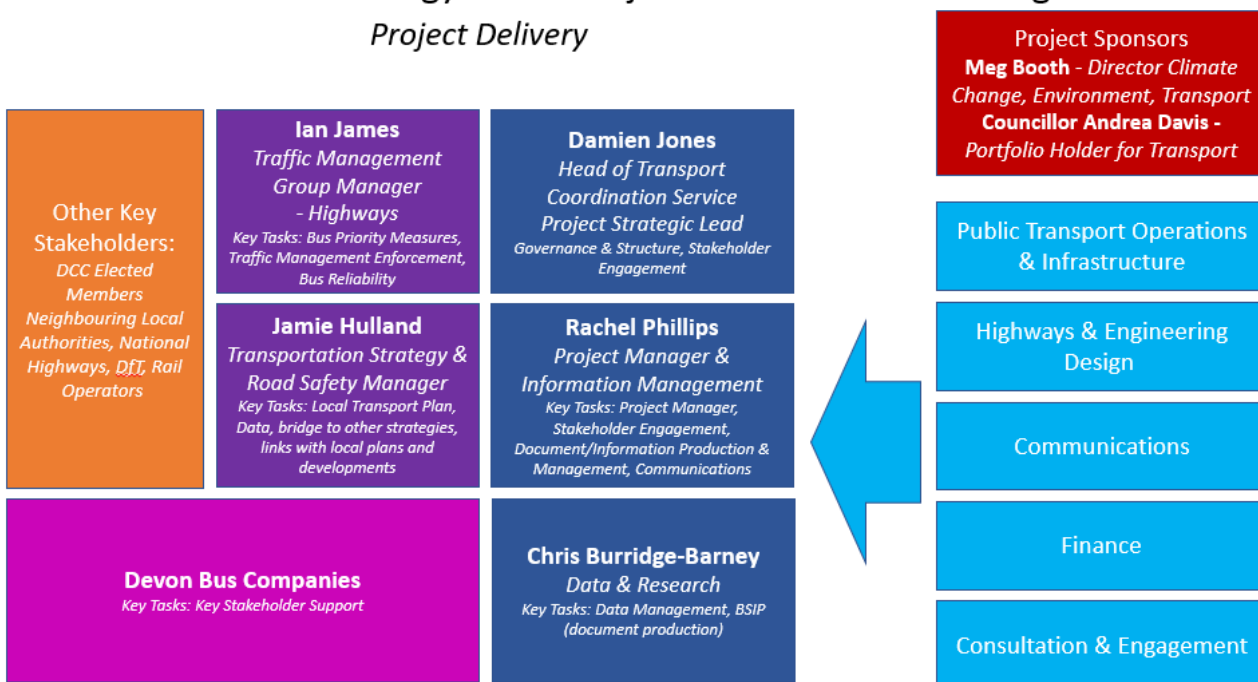 Project Delivery
Project Sponsors
Meg Booth - Director Climate
Change, Environment, Transport
Councillor Andrea Davis -
Portfolio Holder for Transport
Other Key
Stakeholders:
DCC Elected
Members
Neighbouring Local
Authorities, National
Highways, DfT, Rail
Operators
Ian James
Traffic Management
Group Manager
- Highways
Key Tasks: Bus Priority Measures,
Traffic Management Enforcement,
Bus Reliability
Damien Jones
Head of Transport
Coordination Service
Project Strategic Lead
Governance & Structure, Stakeholder
Engagement
Jamie Hulland
Transportation Strategy &
Road Safety Manager
Key Tasks: Local Transport Plan,
Data, bridge to other strategies,
links with local plans and
developments
Rachel Phillips
Project Manager &
Information Management
Key Tasks: Project Manager,
Stakeholder Engagement,
Document/Information Production &
Management, Communications
Devon Bus Companies
Key Tasks: Key Stakeholder Support
Chris Burridge-Barney
Data & Research
Key Tasks: Data Management, BSIP
(document production)
Public Transport Operations
& Infrastructure
Highways & Engineering
Design
Communications
Finance
Consultation & Engagement